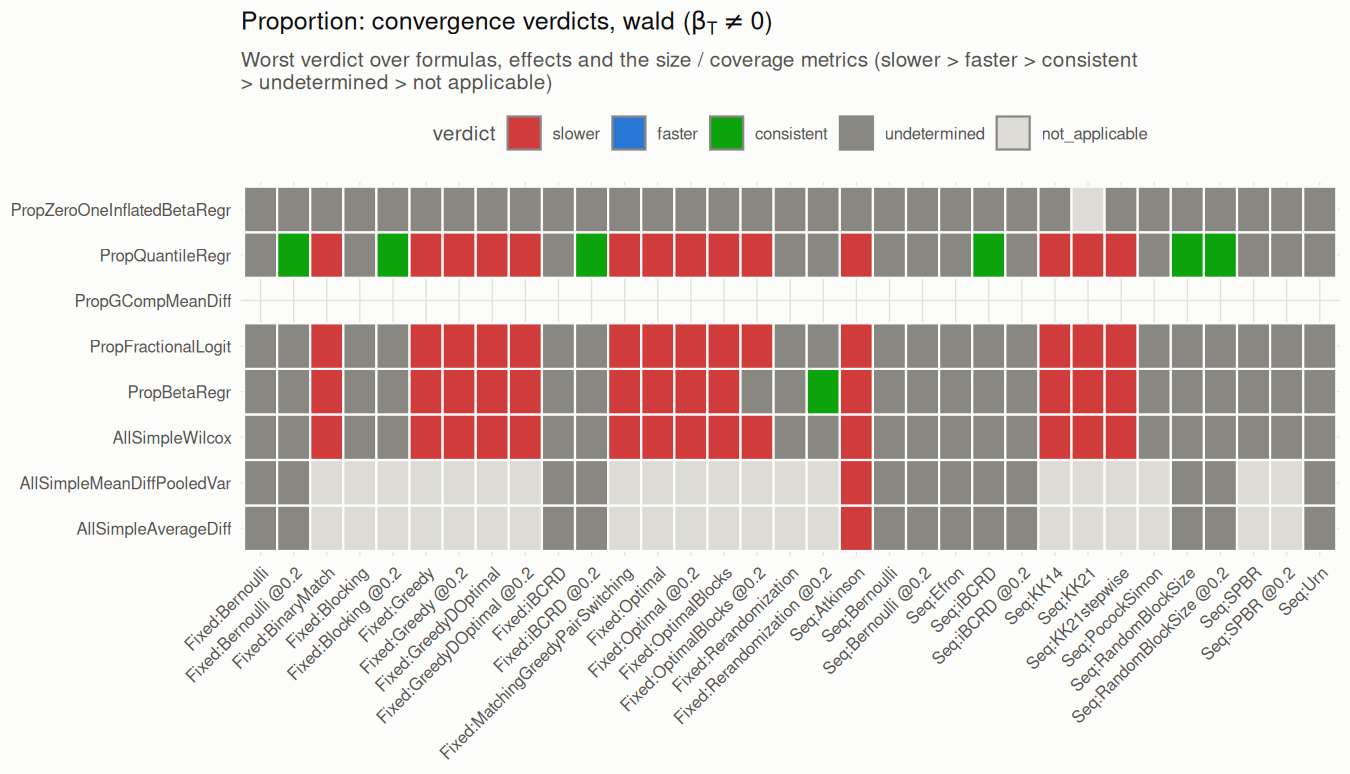 Proportion: convergence verdicts, wald (βT ≠ 0)
Worst verdict over formulas, effects and the size / coverage metrics (slower > faster > consistent
> undetermined > not applicable)
verdict slower faster consistent undetermined not_applicable
PropZeroOneInflatedBetaRegr
PropQuantileRegr
PropGCompMeanDiff
PropFractionalLogit
PropBetaRegr
AllSimpleWilcox
AllSimpleMeanDiffPooledVar
AllSimpleAverageDiff
Fixed:Bernoulli
Fixed:Bernoulli @0.2
Fixed:BinaryMatch
Fixed:Blocking
Fixed:Blocking @0.2
Fixed:Greedy
Fixed:Greedy @0.2
Fixed:GreedyDOptimal
Fixed:GreedyDOptimal @0.2
Fixed:iBCRD
Fixed:iBCRD @0.2
Fixed:MatchingGreedyPairSwitching
Fixed:Optimal
Fixed:Optimal @0.2
Fixed:OptimalBlocks
Fixed:OptimalBlocks @0.2
Fixed:Rerandomization
Fixed:Rerandomization @0.2
Seq:Atkinson
Seq:Bernoulli
Seq:Bernoulli @0.2
Seq:Efron
Seq:iBCRD
Seq:iBCRD @0.2
Seq:KK14
Seq:KK21
Seq:KK21stepwise
Seq:PocockSimon
Seq:RandomBlockSize
Seq:RandomBlockSize @0.2
Seq:SPBR
Seq:SPBR @0.2
Seq:Urn